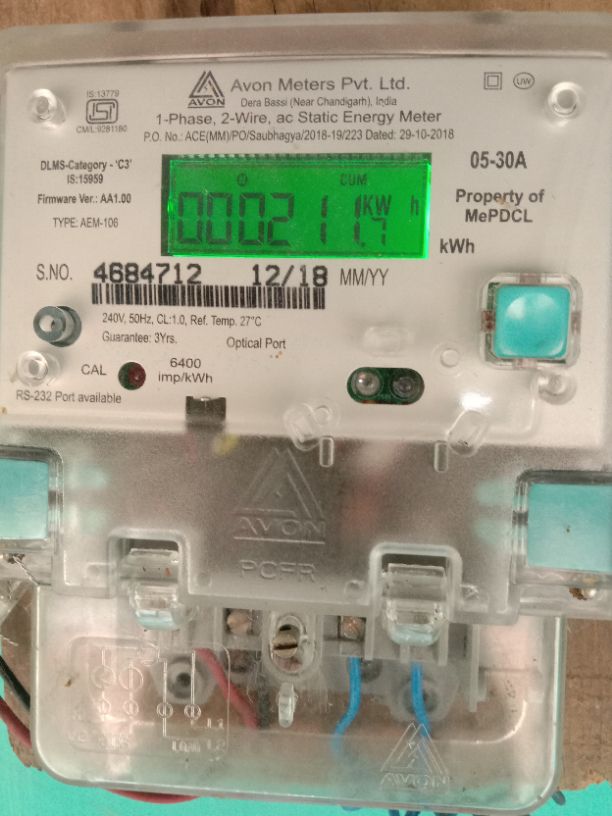 IS:13779
ISI
CM/L:9281180
AVON
Avon Meters Pvt. Ltd.
Dera Bassi (Near Chandigarh), India
UW
1-Phase, 2-Wire, ac Static Energy Meter
P.O. No.: ACE(MM)/PO/Saubhagya/2018-19/223 Dated: 29-10-2018
DLMS-Category - 'C3'
IS:15959
Firmware Ver.: AA1.00
TYPE: AEM-106
CUM
000211.7 KW h
05-30A
Property of
MePDCL
kWh
S.NO. 4684712 12/18 MM/YY
240V, 50Hz, CL:1.0, Ref. Temp. 27°C
Guarantee: 3Yrs.
Optical Port
CAL
6400
imp/kWh
RS-232 Port available
AVON
PCFR
AVON